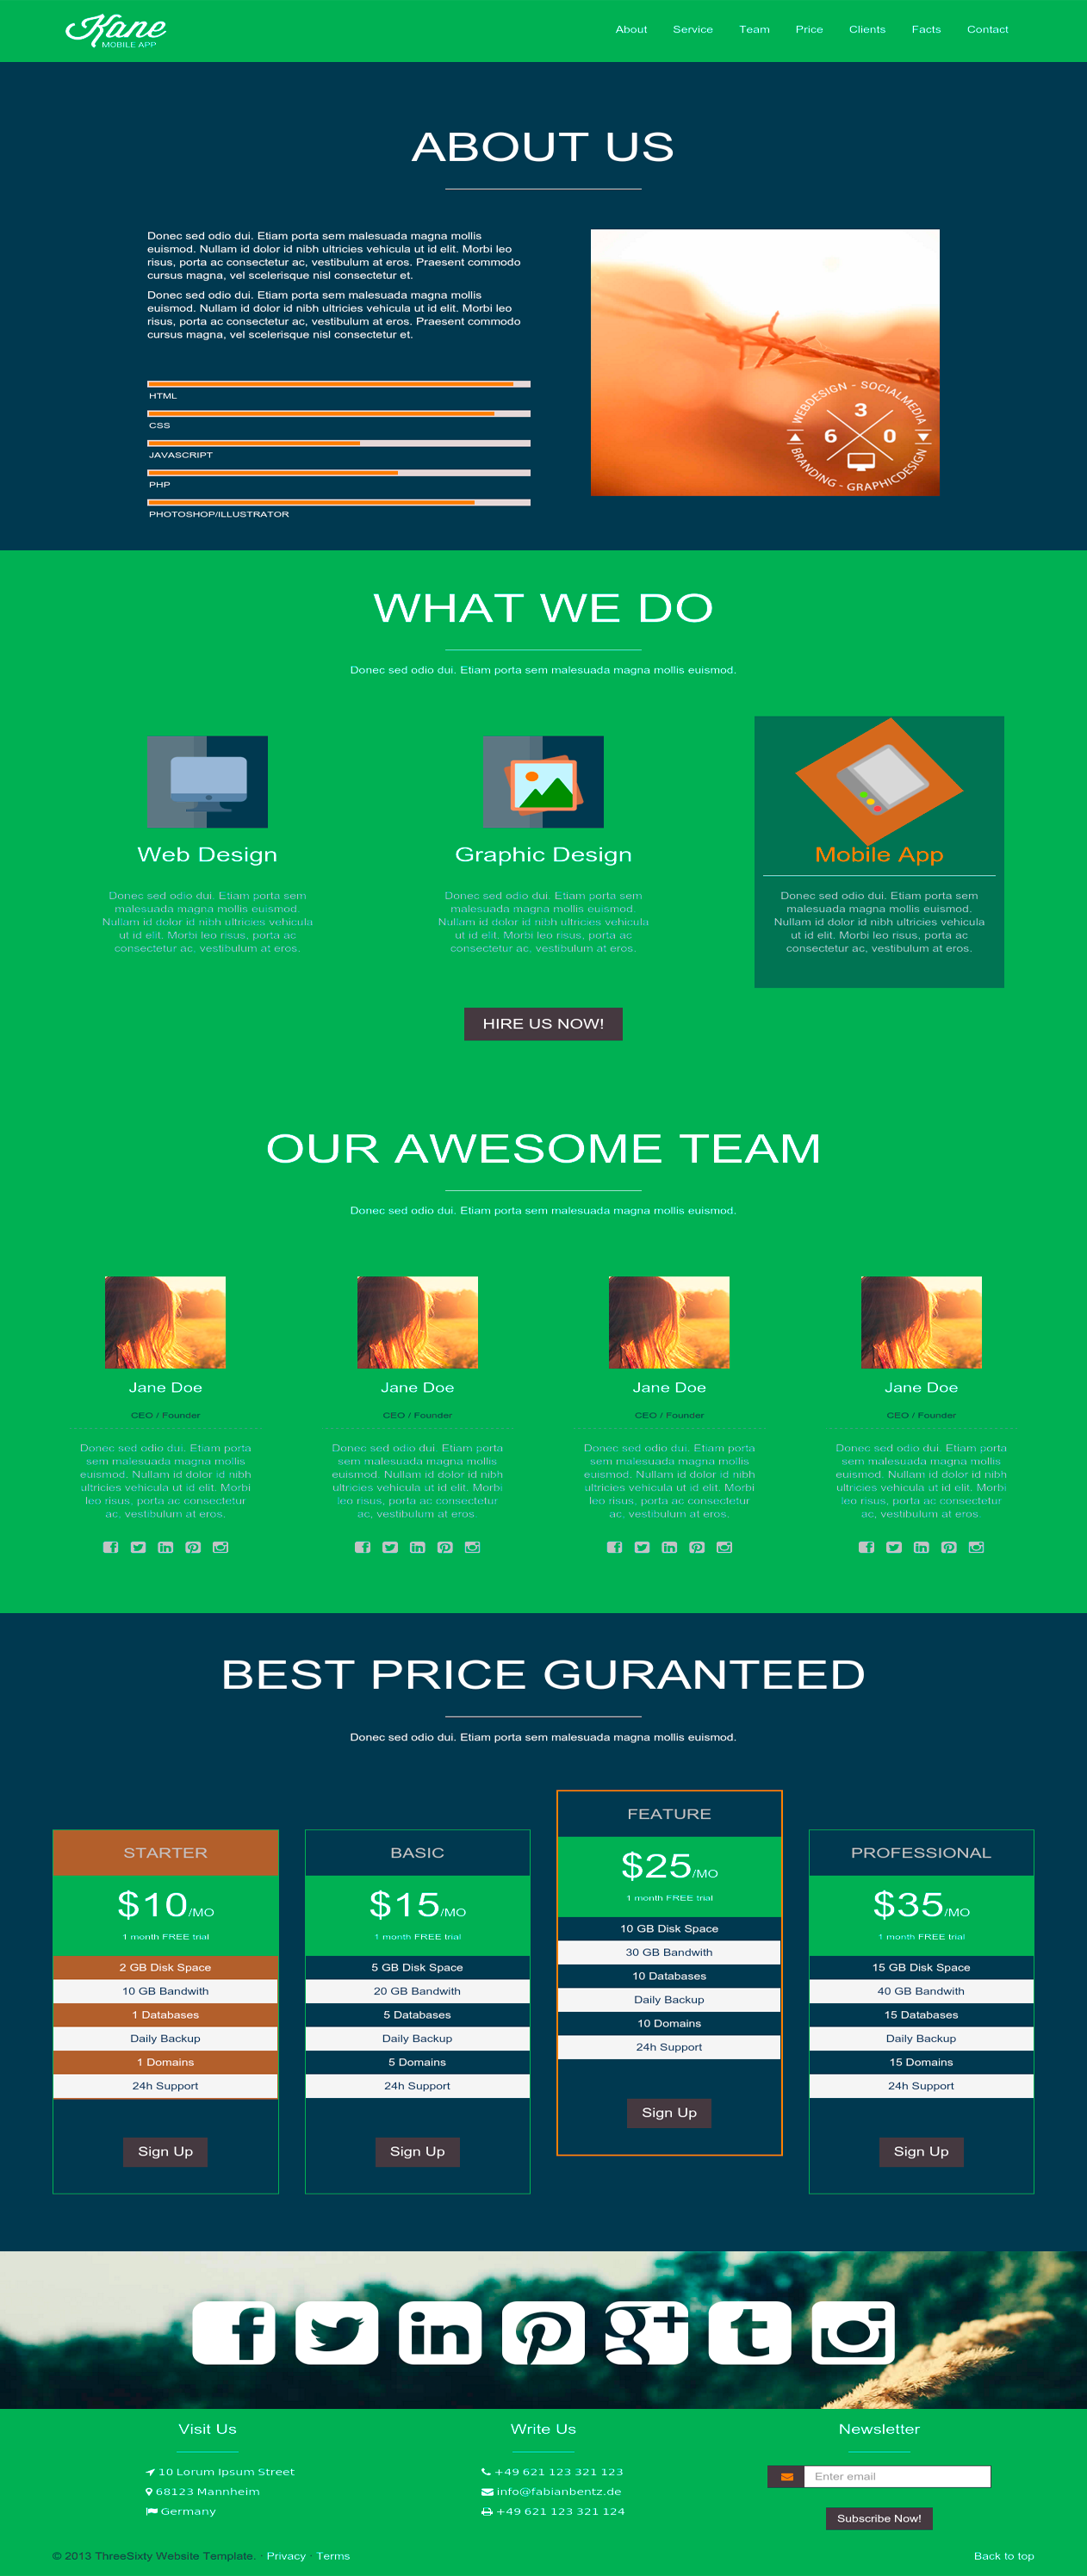 Kane
MOBILE APP
About Service Team Price Clients Facts Contact
ABOUT US
Donec sed odio dui. Etiam porta sem malesuada magna mollis
euismod. Nullam id dolor id nibh ultricies vehicula ut id elit. Morbi leo
risus, porta ac consectetur ac, vestibulum at eros. Praesent commodo
cursus magna, vel scelerisque nisl consectetur et.
Donec sed odio dui. Etiam porta sem malesuada magna mollis
euismod. Nullam id dolor id nibh ultricies vehicula ut id elit. Morbi leo
risus, porta ac consectetur ac, vestibulum at eros. Praesent commodo
cursus magna, vel scelerisque nisl consectetur et.
HTML
CSS
JAVASCRIPT
PHP
PHOTOSHOP/ILLUSTRATOR
WEBDESIGN - SOCIALMEDIA
3
6 0
BRANDING - GRAPHICDESIGN
WHAT WE DO
Donec sed odio dui. Etiam porta sem malesuada magna mollis euismod.
Web Design
Donec sed odio dui. Etiam porta sem
malesuada magna mollis euismod.
Nullam id dolor id nibh ultricies vehicula
ut id elit. Morbi leo risus, porta ac
consectetur ac, vestibulum at eros.
Graphic Design
Donec sed odio dui. Etiam porta sem
malesuada magna mollis euismod.
Nullam id dolor id nibh ultricies vehicula
ut id elit. Morbi leo risus, porta ac
consectetur ac, vestibulum at eros.
Mobile App
Donec sed odio dui. Etiam porta sem
malesuada magna mollis euismod.
Nullam id dolor id nibh ultricies vehicula
ut id elit. Morbi leo risus, porta ac
consectetur ac, vestibulum at eros.
HIRE US NOW!
OUR AWESOME TEAM
Donec sed odio dui. Etiam porta sem malesuada magna mollis euismod.
Jane Doe
CEO / Founder
Donec sed odio dui. Etiam porta
sem malesuada magna mollis
euismod. Nullam id dolor id nibh
ultricies vehicula ut id elit. Morbi
leo risus, porta ac consectetur
ac, vestibulum at eros.
Jane Doe
CEO / Founder
Donec sed odio dui. Etiam porta
sem malesuada magna mollis
euismod. Nullam id dolor id nibh
ultricies vehicula ut id elit. Morbi
leo risus, porta ac consectetur
ac, vestibulum at eros.
Jane Doe
CEO / Founder
Donec sed odio dui. Etiam porta
sem malesuada magna mollis
euismod. Nullam id dolor id nibh
ultricies vehicula ut id elit. Morbi
leo risus, porta ac consectetur
ac, vestibulum at eros.
Jane Doe
CEO / Founder
Donec sed odio dui. Etiam porta
sem malesuada magna mollis
euismod. Nullam id dolor id nibh
ultricies vehicula ut id elit. Morbi
leo risus, porta ac consectetur
ac, vestibulum at eros.
BEST PRICE GURANTEED
Donec sed odio dui. Etiam porta sem malesuada magna mollis euismod.
STARTER
$10/MO
1 month FREE trial
2 GB Disk Space
10 GB Bandwith
1 Databases
Daily Backup
1 Domains
24h Support
Sign Up
BASIC
$15/MO
1 month FREE trial
5 GB Disk Space
20 GB Bandwith
5 Databases
Daily Backup
5 Domains
24h Support
Sign Up
FEATURE
$25/MO
1 month FREE trial
10 GB Disk Space
30 GB Bandwith
10 Databases
Daily Backup
10 Domains
24h Support
Sign Up
PROFESSIONAL
$35/MO
1 month FREE trial
15 GB Disk Space
40 GB Bandwith
15 Databases
Daily Backup
15 Domains
24h Support
Sign Up
Visit Us
10 Lorum Ipsum Street
68123 Mannheim
Germany
Write Us
+49 621 123 321 123
info@fabianbentz.de
+49 621 123 321 124
Newsletter
Enter email
Subscribe Now!
© 2013 ThreeSixty Website Template. · Privacy · Terms
Back to top